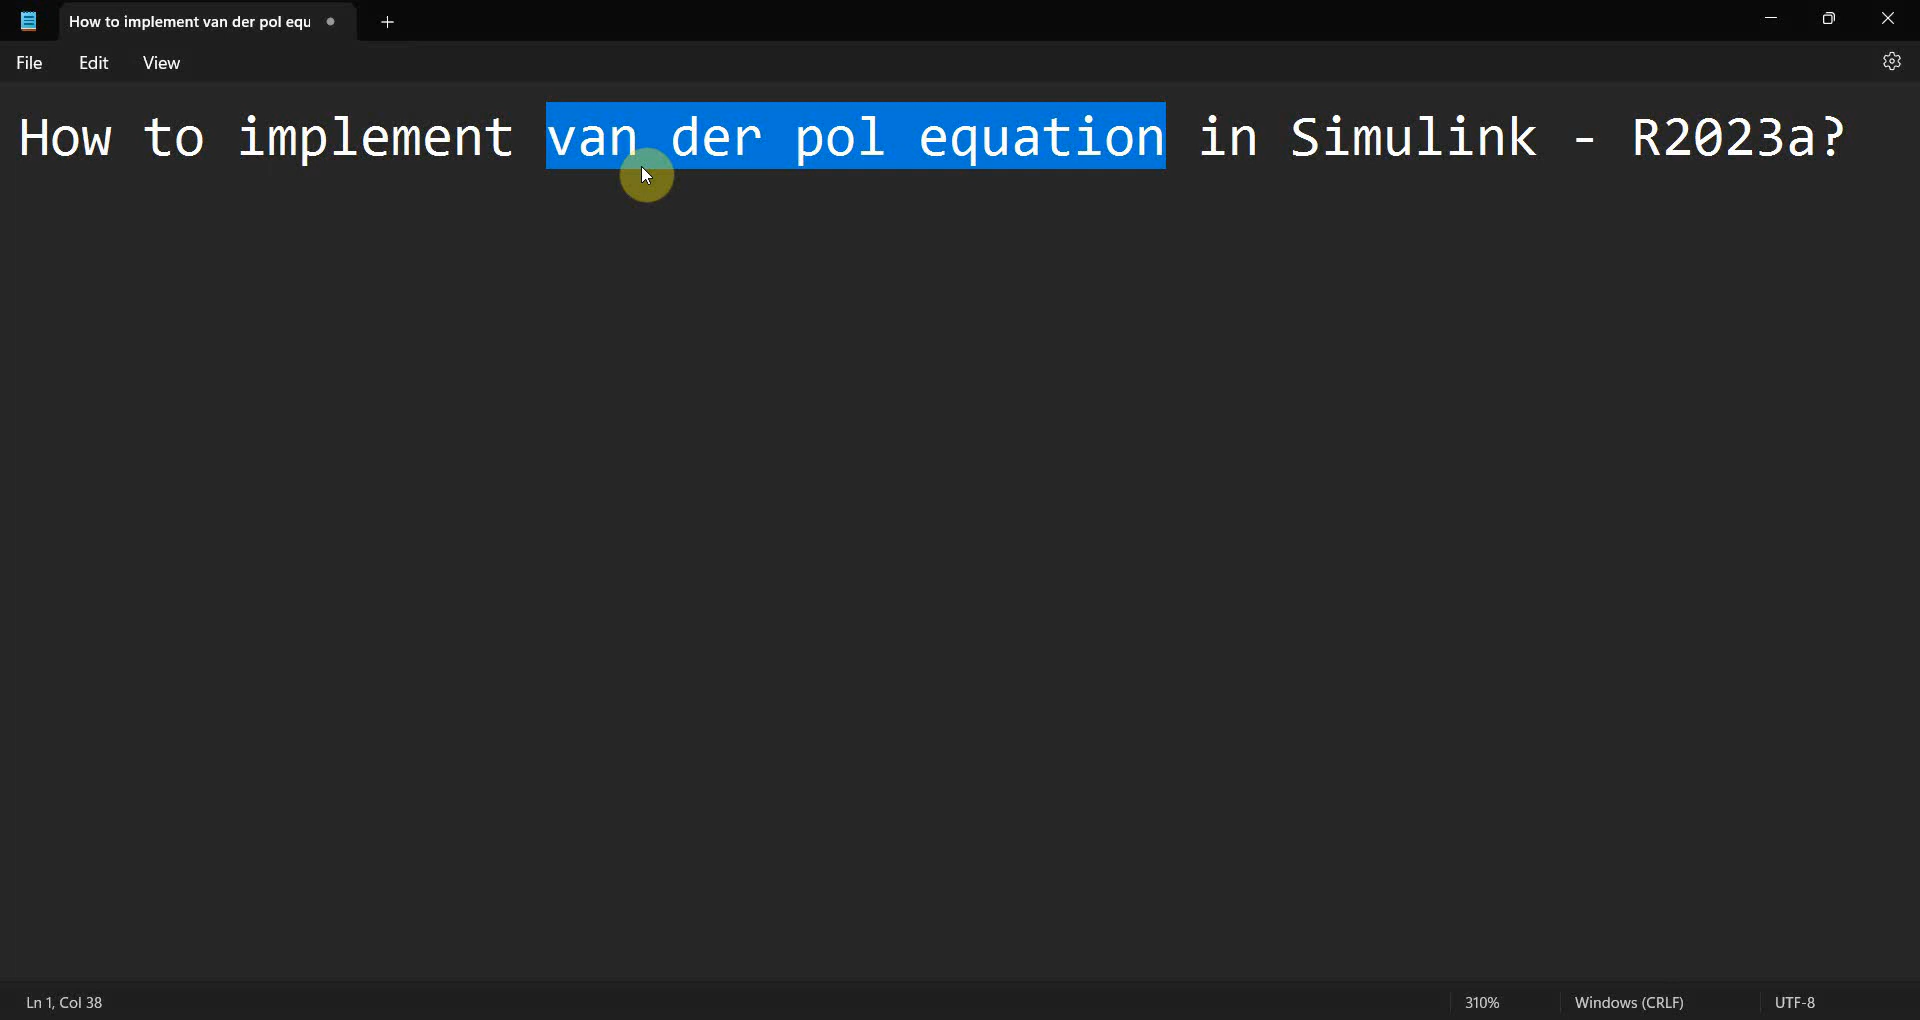 How to implement van der pol equ
File Edit View
How to implement van der pol equation in Simulink - R2023a?
Ln 1, Col 38 310% Windows (CRLF) UTF-8